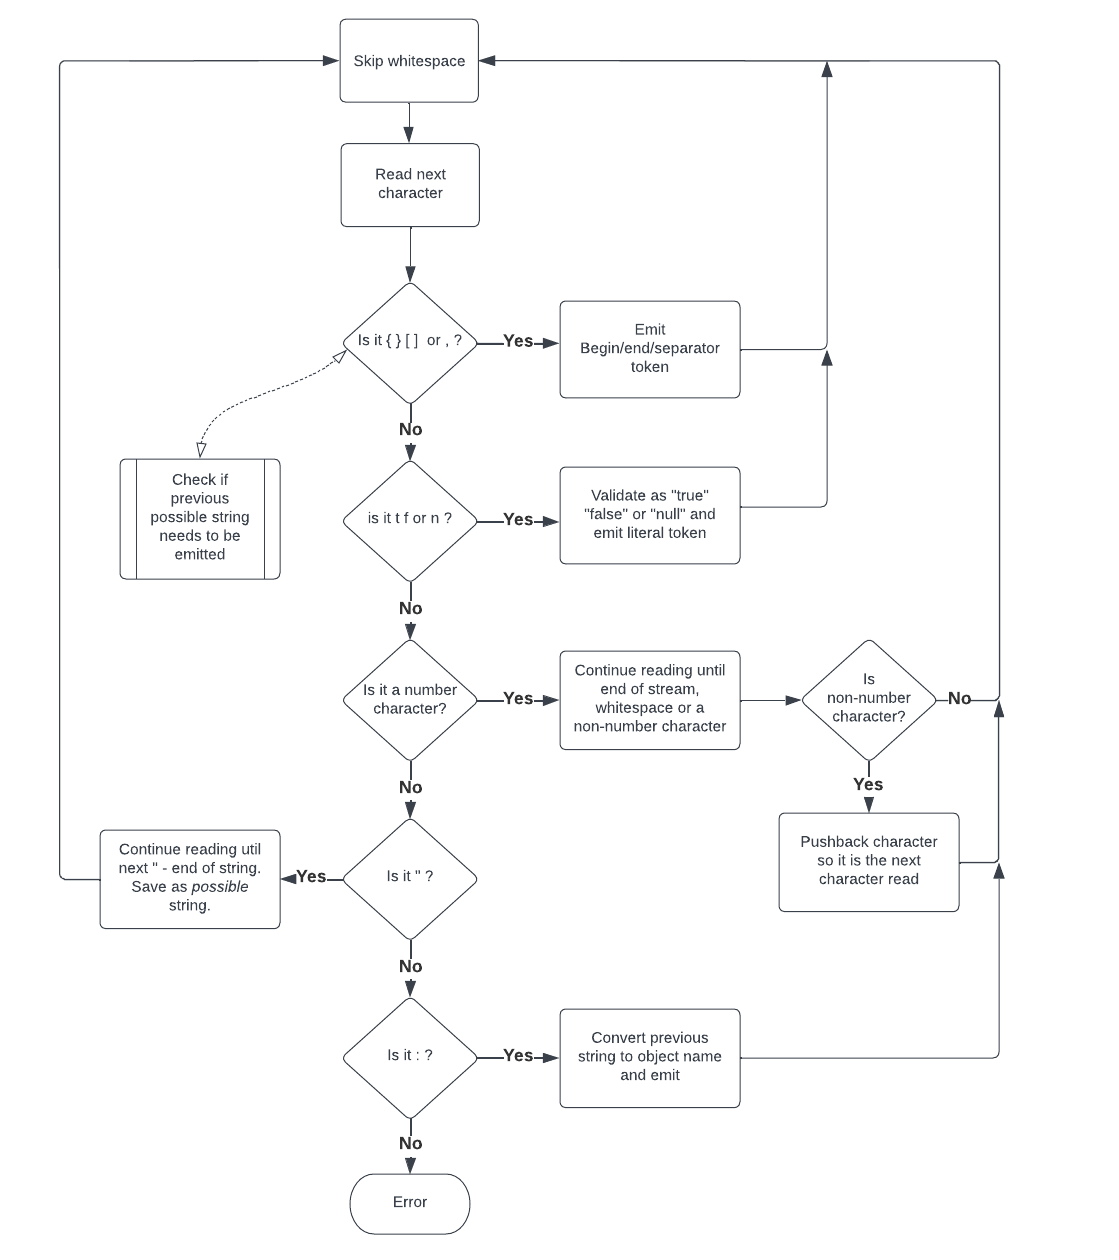 Skip whitespace
Read next
character
Is it { } [ ]  or , ?
Yes
Emit
Begin/end/separator
token
No
Check if
previous
possible string
needs to be
emitted
is it t f or n ?
Yes
Validate as "true"
"false" or "null" and
emit literal token
No
Is it a number
character?
Yes
Continue reading until
end of stream,
whitespace or a
non-number character
Is
non-number
character?
No
Yes
Pushback character
so it is the next
character read
No
Is it " ?
Yes
Continue reading util
next " - end of string.
Save as possible
string.
No
Is it : ?
Yes
Convert previous
string to object name
and emit
No
Error